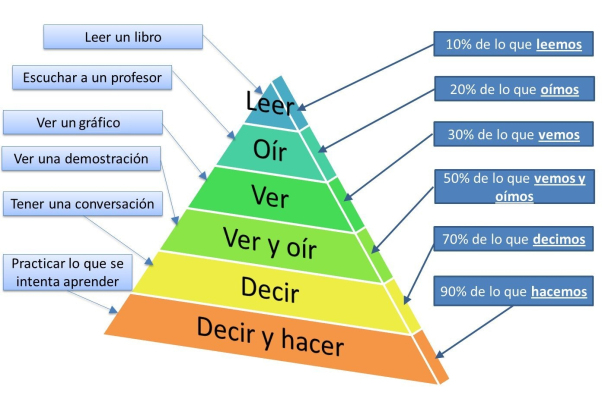 Leer un libro
Escuchar a un profesor
Ver un gráfico
Ver una demostración
Tener una conversación
Practicar lo que se
intenta aprender
Leer
Oír
Ver
Ver y oír
Decir
Decir y hacer
10% de lo que leemos
20% de lo que oímos
30% de lo que vemos
50% de lo que vemos y
oímos
70% de lo que decimos
90% de lo que hacemos